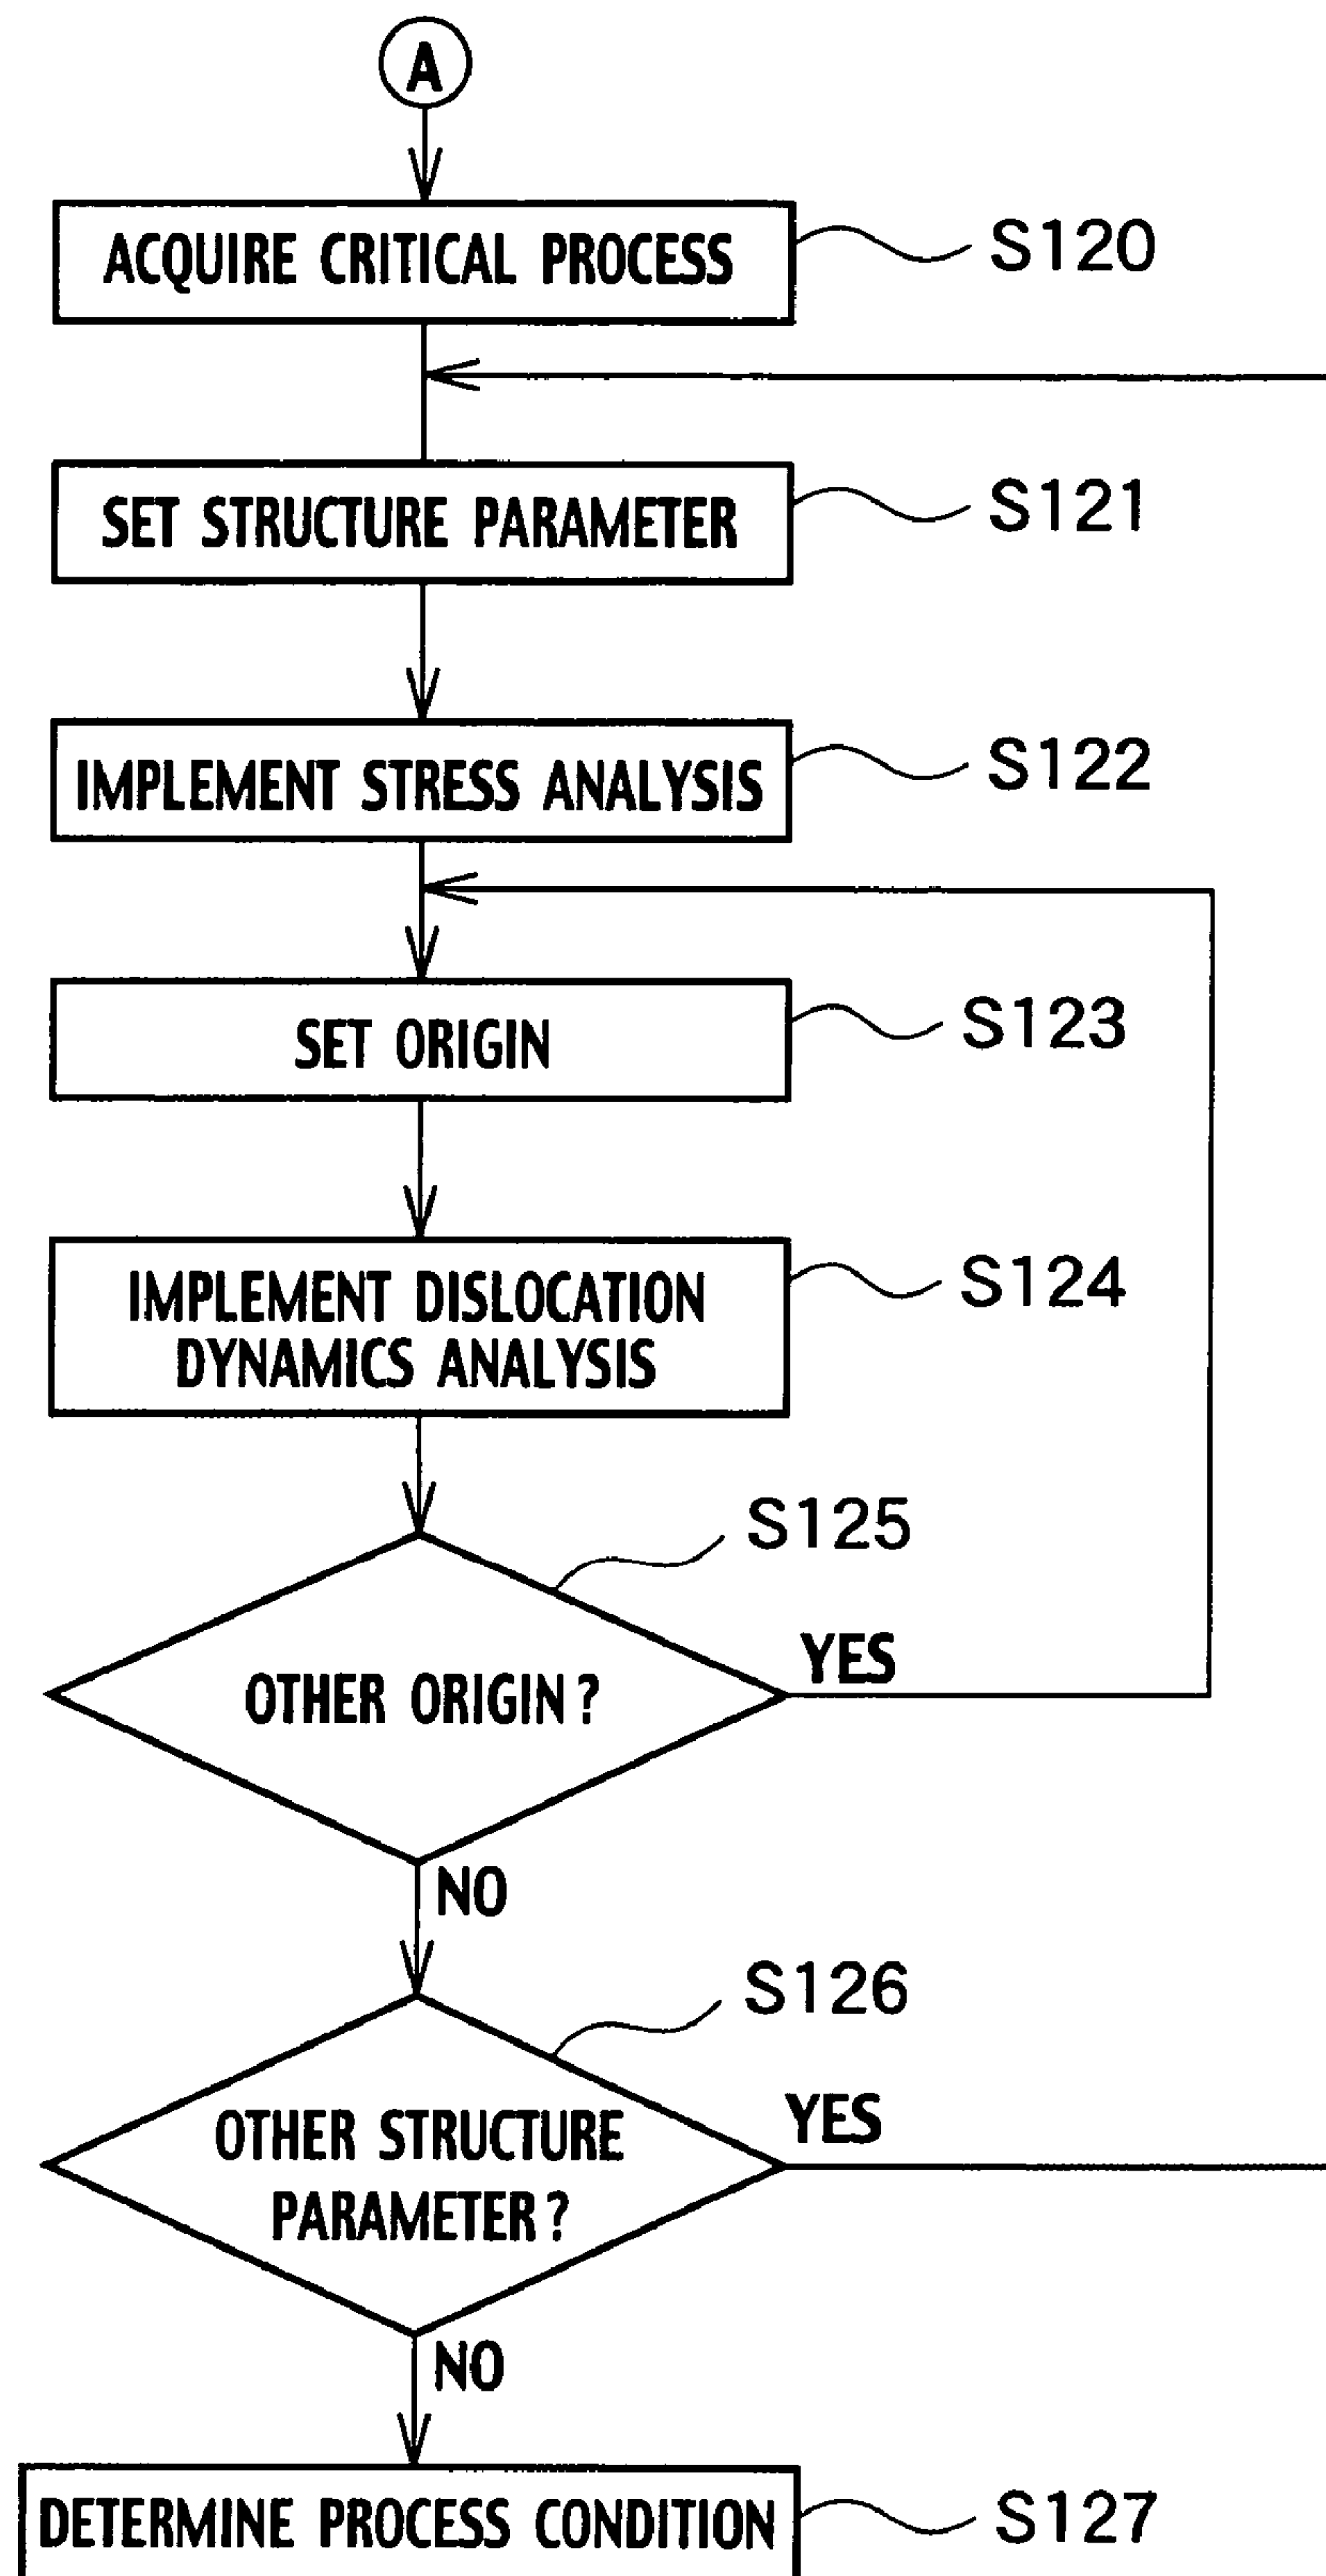 A
ACQUIRE CRITICAL PROCESS
S120
SET STRUCTURE PARAMETER
S121
IMPLEMENT STRESS ANALYSIS
S122
SET ORIGIN
S123
IMPLEMENT DISLOCATION
DYNAMICS ANALYSIS
S124
S125
OTHER ORIGIN?
YES
NO
S126
OTHER STRUCTURE
PARAMETER?
YES
NO
DETERMINE PROCESS CONDITION
S127